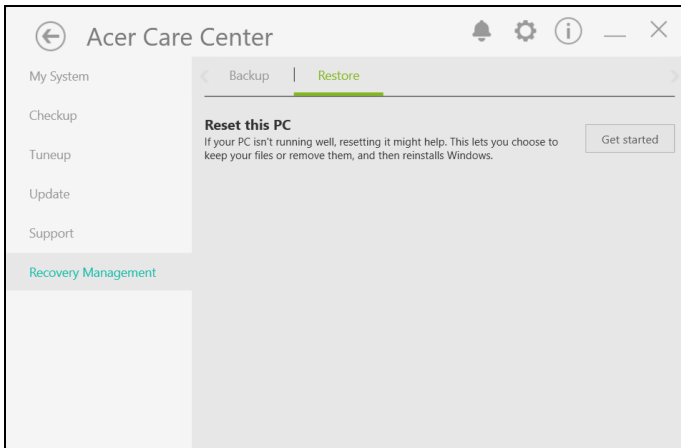 Acer Care Center
My System
Checkup
Tuneup
Update
Support
Recovery Management
Backup | Restore
Reset this PC
If your PC isn't running well, resetting it might help. This lets you choose to
keep your files or remove them, and then reinstalls Windows.
Get started